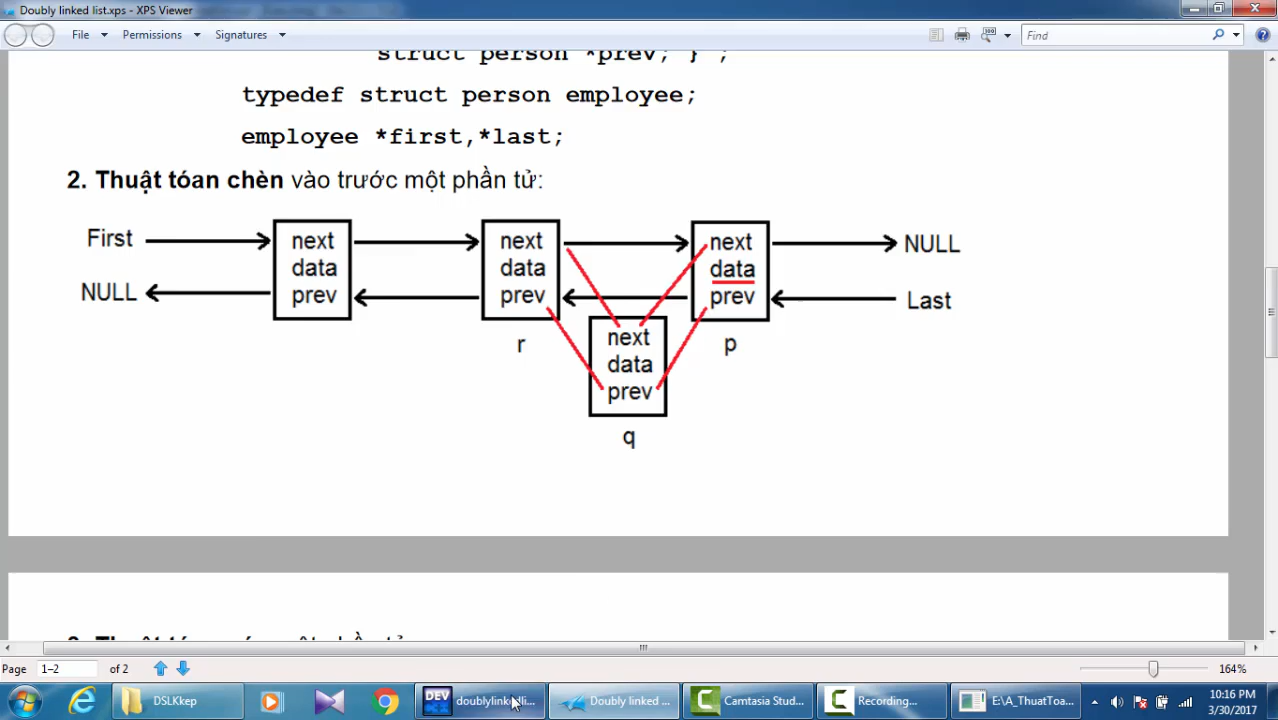 Doubly linked list.xps - XPS Viewer
File Permissions Signatures Find
struct person *prev; } ;
typedef struct person employee;
employee *first,*last;
2. Thuật tóan chèn vào trước một phần tử:
First next next next NULL
data data data
NULL prev prev prev Last
r next p
data
prev
q
Page 1–2 of 2 164%
DSLKkep doublylinkedli... Doubly linked ... Camtasia Stud... Recording... E:\A_ThuatToa...
10:16 PM
3/30/2017